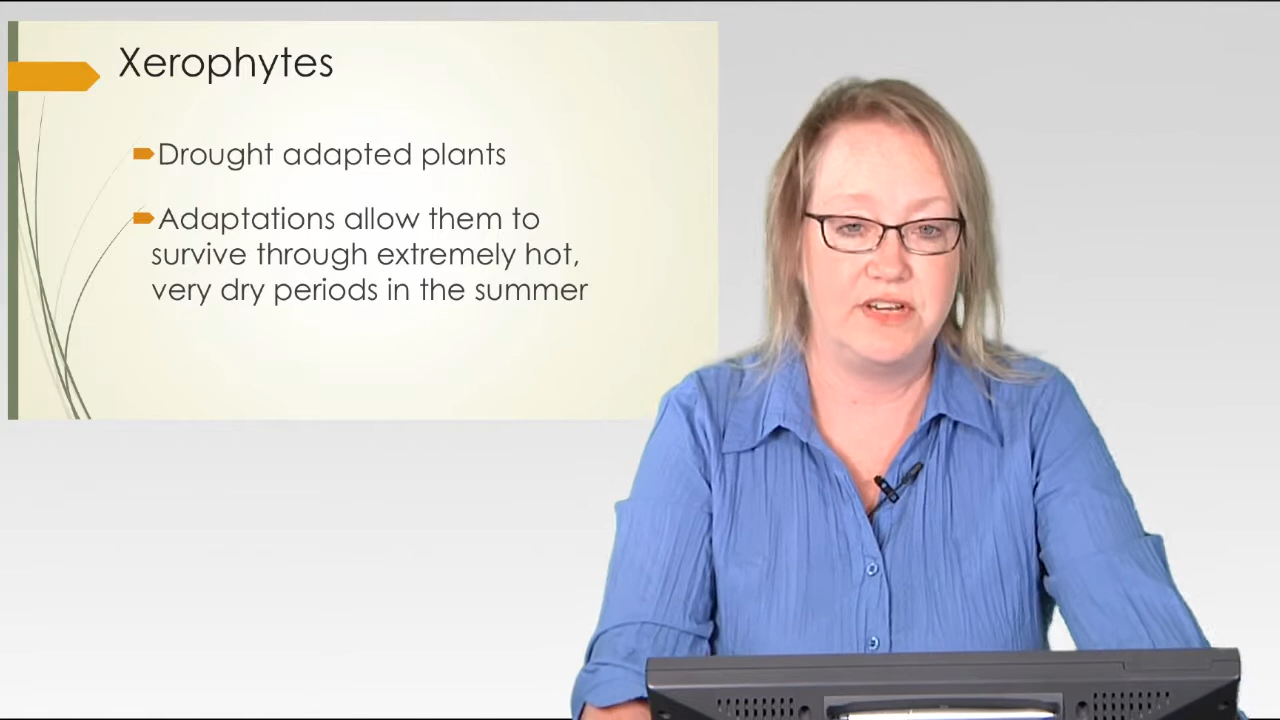 Xerophytes
Drought adapted plants
Adaptations allow them to
survive through extremely hot,
very dry periods in the summer